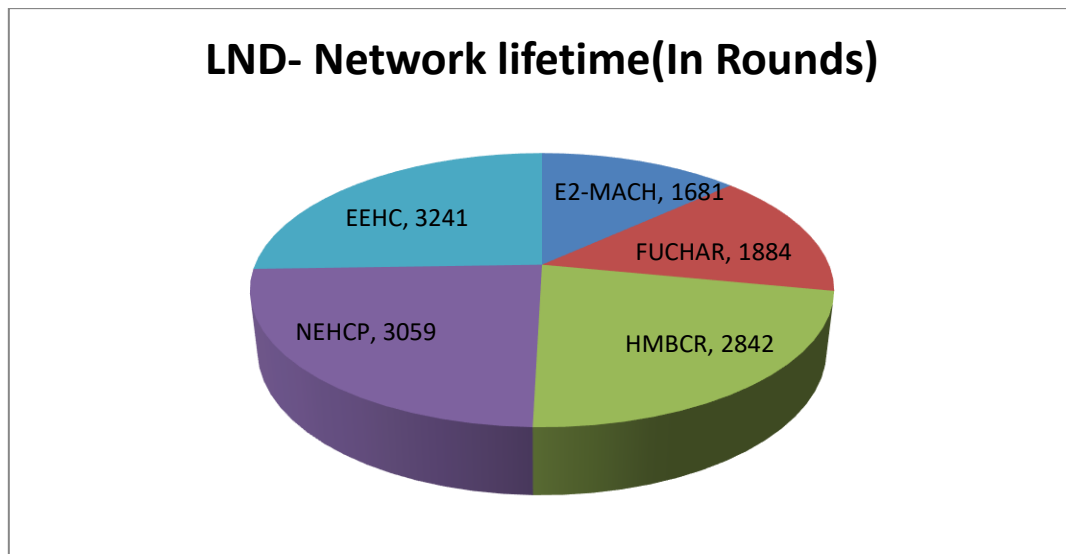 LND- Network lifetime(In Rounds)
E2-MACH, 1681
FUCHAR, 1884
HMBCR, 2842
NEHCP, 3059
EEHC, 3241